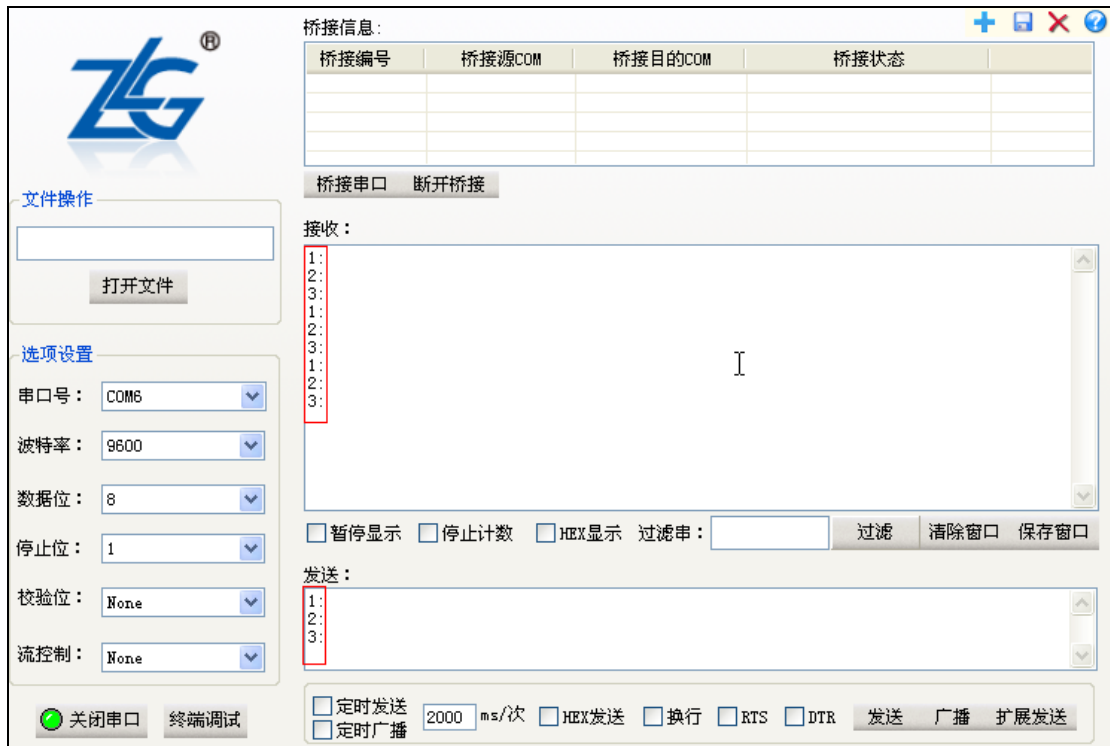 ZLG®
桥接信息:
桥接编号 桥接源COM 桥接目的COM 桥接状态
桥接串口 断开桥接
文件操作
打开文件
接收：
1:
2:
3:
1:
2:
3:
1:
2:
3:
选项设置
串口号： COM6
波特率： 9600
数据位： 8
停止位： 1
校验位： None
流控制： None
暂停显示 停止计数 HEX显示 过滤串： 过滤 清除窗口 保存窗口
发送：
1:
2:
3:
关闭串口 终端调试
定时发送
定时广播
2000 ms/次 HEX发送 换行 RTS DTR 发送 广播 扩展发送